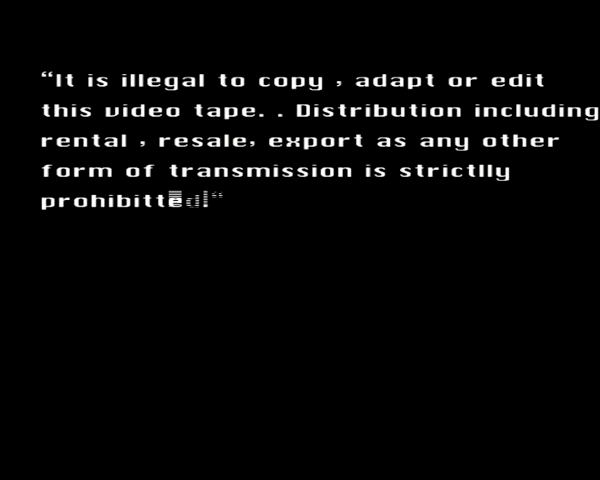 “It is illegal to copy , adapt or edit
this video tape. . Distribution including
rental , resale, export as any other
form of transmission is strictlly
prohibitted!“